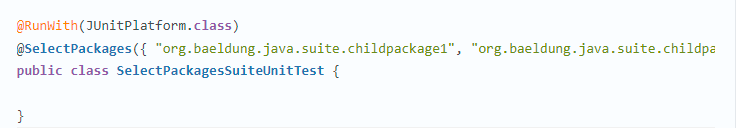 @RunWith(JUnitPlatform.class)
@SelectPackages({ "org.baeldung.java.suite.childpackage1", "org.baeldung.java.suite.childpa
public class SelectPackagesSuiteUnitTest {
}